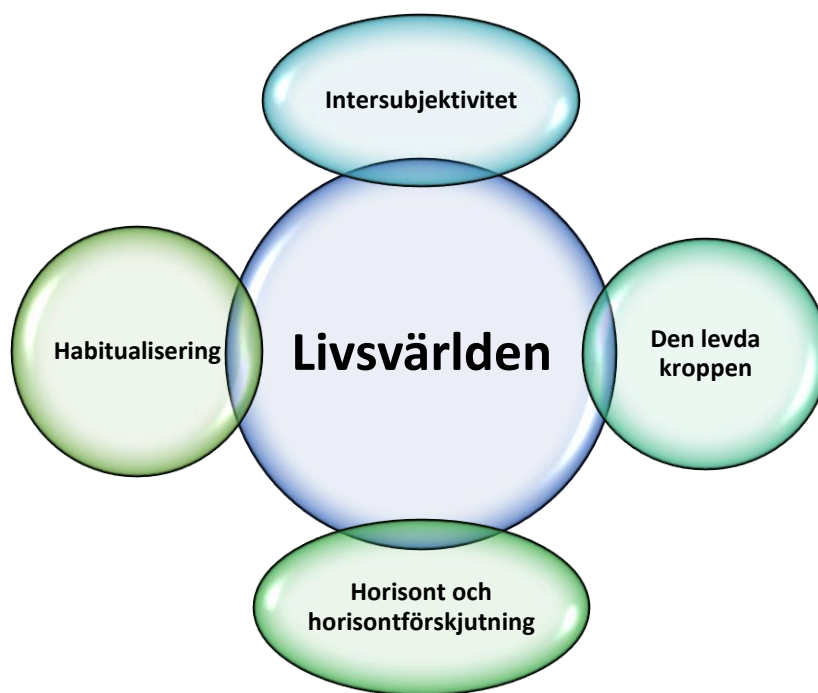 Intersubjektivitet
Habitualisering
Livsvärlden
Den levda
kroppen
Horisont och
horisontförskjutning